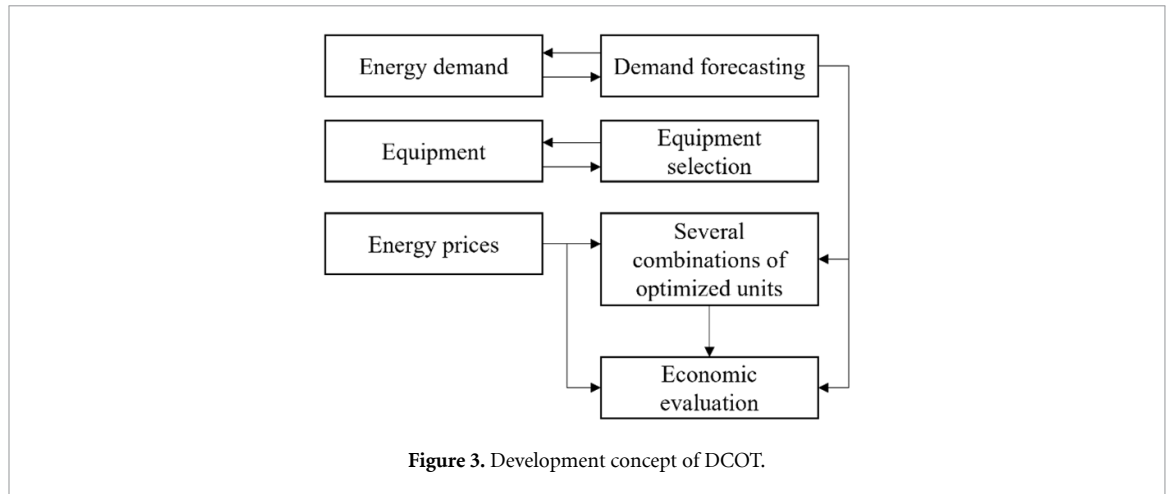 Energy demand
Demand forecasting
Equipment
Equipment
selection
Energy prices
Several
combinations of
optimized units
Economic
evaluation
Figure 3. Development concept of DCOT.